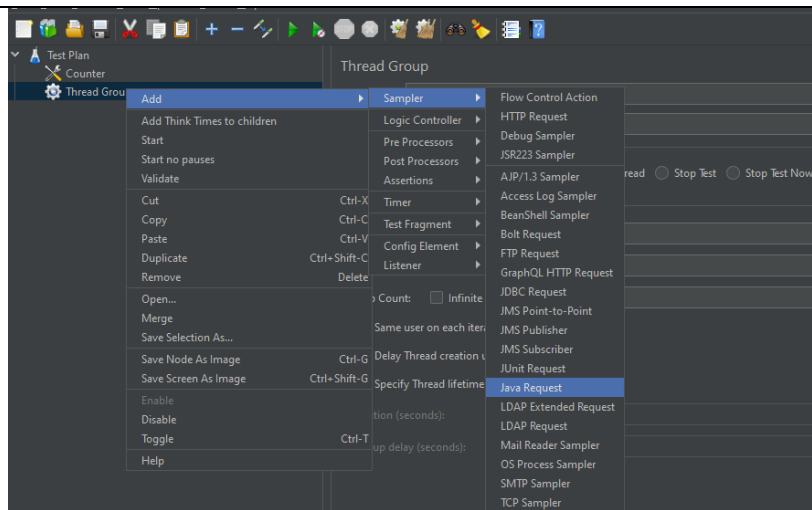 Test Plan
Counter
Thread Grou
Thread Group
Add
Add Think Times to children
Start
Start no pauses
Validate
Cut Ctrl-X
Copy Ctrl-C
Paste Ctrl-V
Duplicate Ctrl+Shift-C
Remove Delete
Open...
Merge
Save Selection As...
Save Node As Image Ctrl-G
Save Screen As Image Ctrl+Shift-G
Enable
Disable
Toggle Ctrl-T
Help
Sampler
Logic Controller
Pre Processors
Post Processors
Assertions
Timer
Test Fragment
Config Element
Listener
Flow Control Action
HTTP Request
Debug Sampler
JSR223 Sampler
AJP/1.3 Sampler
Access Log Sampler
BeanShell Sampler
Bolt Request
FTP Request
GraphQL HTTP Request
JDBC Request
JMS Point-to-Point
JMS Publisher
JMS Subscriber
JUnit Request
Java Request
LDAP Extended Request
LDAP Request
Mail Reader Sampler
OS Process Sampler
SMTP Sampler
TCP Sampler
read Stop Test Stop Test Now
Count: Infinite
Same user on each itera
Delay Thread creation u
Specify Thread lifetime
tion (seconds):
up delay (seconds):